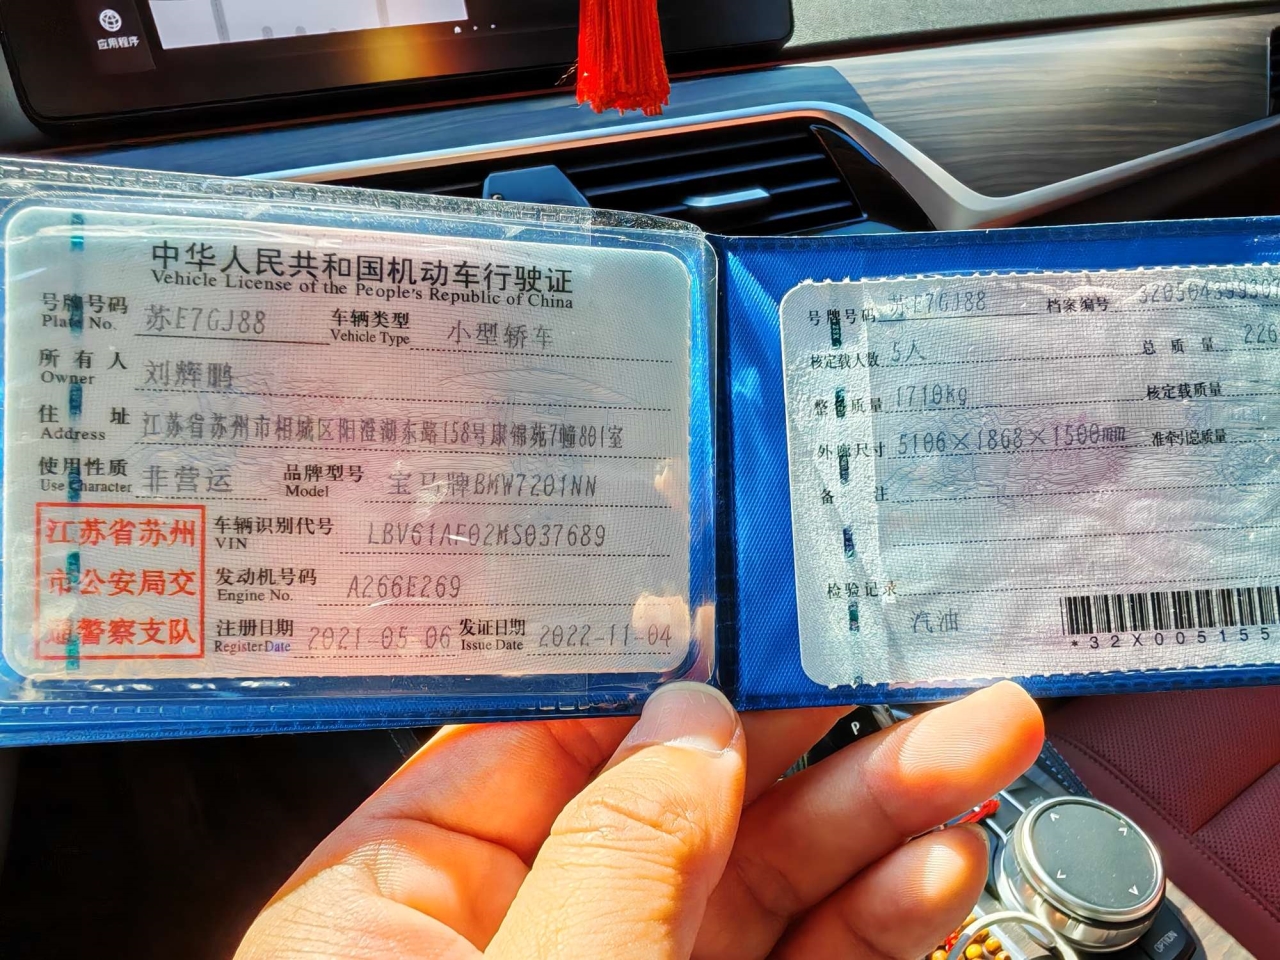 应用程序
中华人民共和国机动车行驶证
Vehicle License of the People's Republic of China
号牌号码 苏E7GJ88 车辆类型 小型轿车
Plate No. Vehicle Type
所有人 刘辉鹏
Owner
住址 江苏省苏州市相城区阳澄湖东路158号康锦苑7幢801室
Address
使用性质 非营运 品牌型号 宝马牌BMW7201NN
Use Character Model
江苏省苏州
市公安局交
通警察支队
车辆识别代号 LBV61AF02MS037689
VIN
发动机号码 A266E269
Engine No.
注册日期 2021-05-06 发证日期 2022-11-04
Register Date Issue Date
号牌号码 苏E7GJ88 档案编号
核定载人数 5人 总质量 226
整备质量 1710kg 核定载质量
外廓尺寸 5106×1868×1500mm 准牵引总质量
备注
检验记录
汽油
*32X005155
P
OPTION